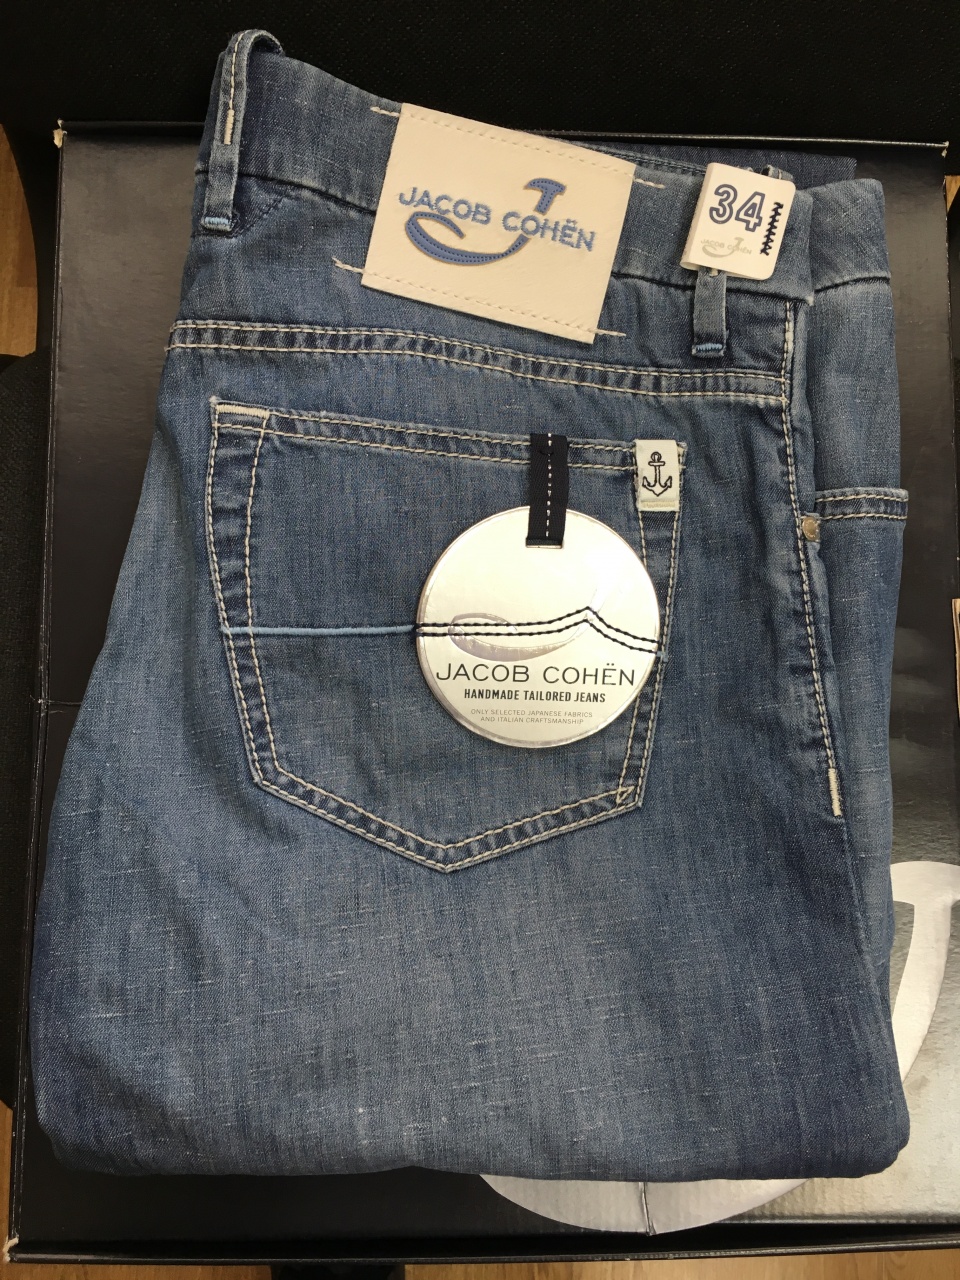 JACOB COHËN
34
JACOB COHËN
JACOB COHËN
HANDMADE TAILORED JEANS
ONLY SELECTED JAPANESE FABRICS
AND ITALIAN CRAFTSMANSHIP